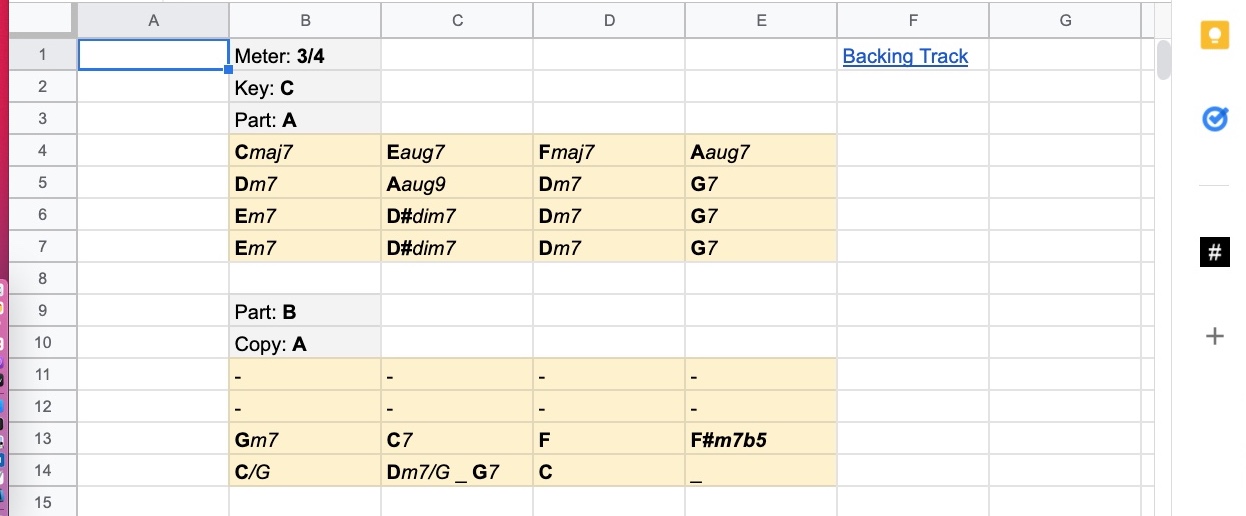 A B C D E F G
1 Meter: 3/4 Backing Track
2 Key: C
3 Part: A
4 Cmaj7 Eaug7 Fmaj7 Aaug7
5 Dm7 Aaug9 Dm7 G7
6 Em7 D#dim7 Dm7 G7
7 Em7 D#dim7 Dm7 G7
8
9 Part: B
10 Copy: A
11 - - - -
12 - - - -
13 Gm7 C7 F F#m7b5
14 C/G Dm7/G _ G7 C _
15
#